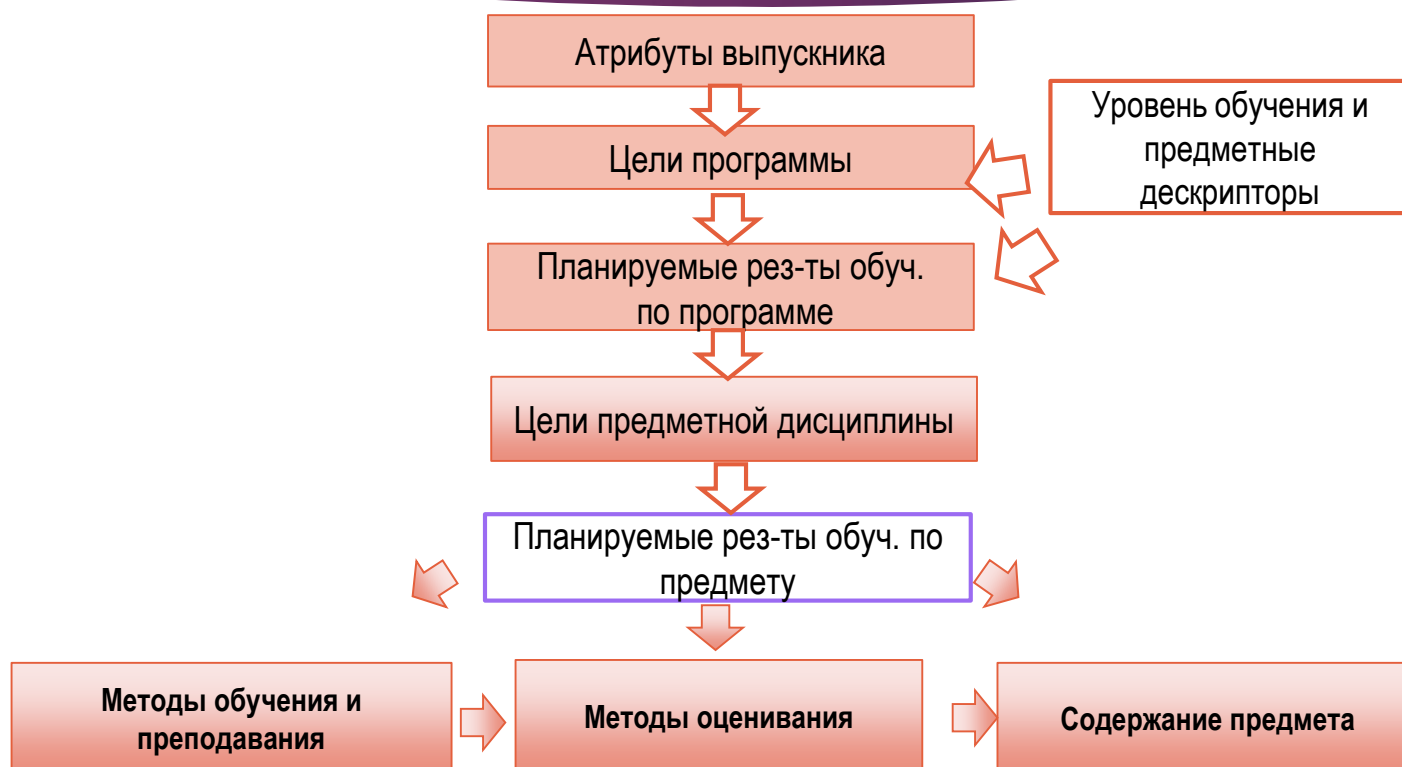 Атрибуты выпускника
Уровень обучения и
предметные
дескрипторы
Цели программы
Планируемые рез-ты обуч.
по программе
Цели предметной дисциплины
Планируемые рез-ты обуч. по
предмету
Методы обучения и
преподавания
Методы оценивания
Содержание предмета